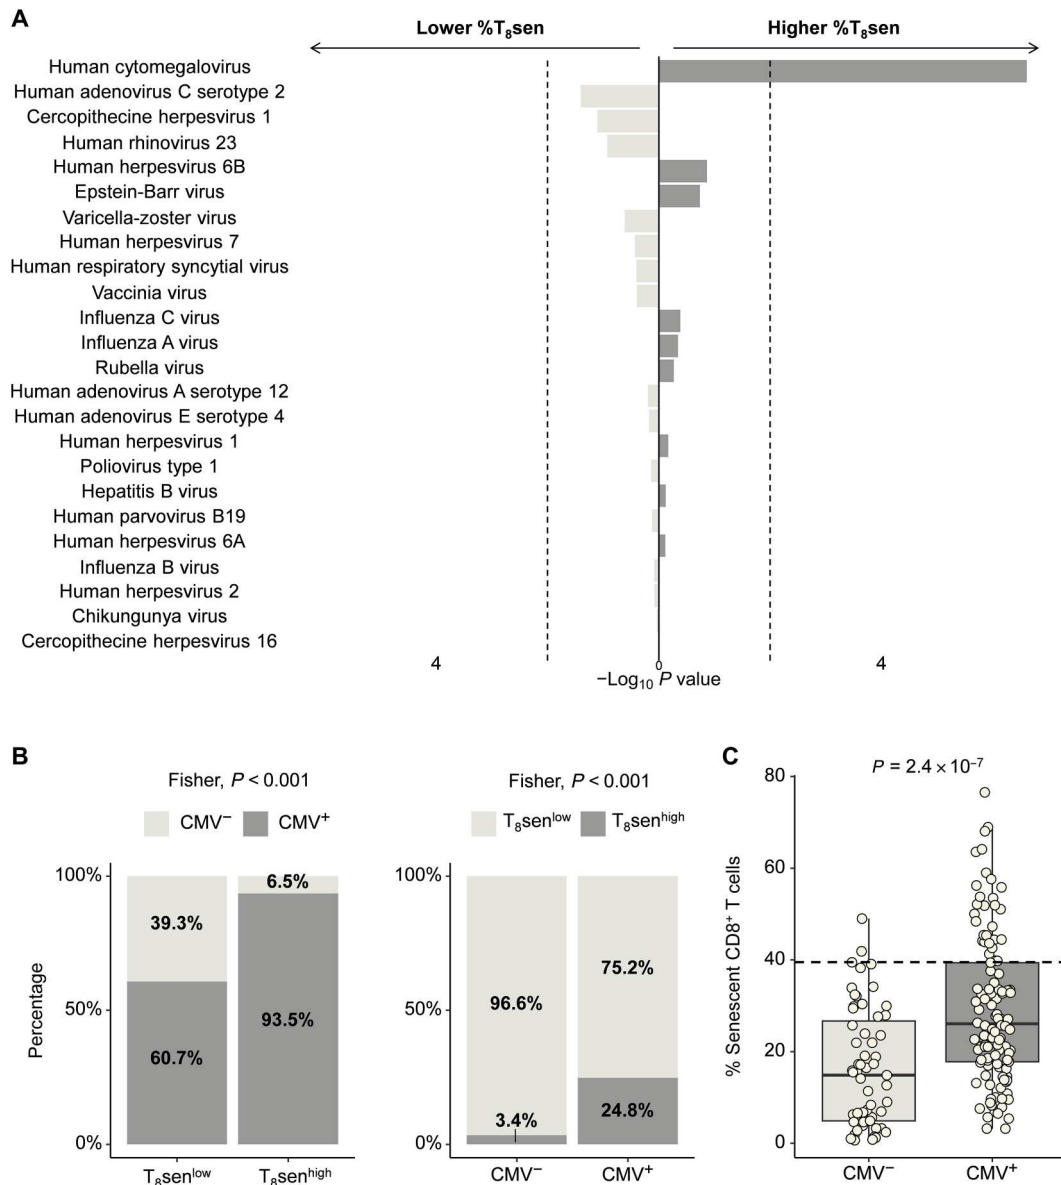 A
Lower %T₈sen
Higher %T₈sen
Human cytomegalovirus
Human adenovirus C serotype 2
Cercopithecine herpesvirus 1
Human rhinovirus 23
Human herpesvirus 6B
Epstein-Barr virus
Varicella-zoster virus
Human herpesvirus 7
Human respiratory syncytial virus
Vaccinia virus
Influenza C virus
Influenza A virus
Rubella virus
Human adenovirus A serotype 12
Human adenovirus E serotype 4
Human herpesvirus 1
Poliovirus type 1
Hepatitis B virus
Human parvovirus B19
Human herpesvirus 6A
Influenza B virus
Human herpesvirus 2
Chikungunya virus
Cercopithecine herpesvirus 16
4 0 4
−Log₁₀ P value
B
Fisher, P < 0.001
CMV⁻ CMV⁺
Percentage
100%
50%
0%
39.3%
60.7%
6.5%
93.5%
T₈senˡᵒʷ T₈senʰⁱᵍʰ
Fisher, P < 0.001
T₈senˡᵒʷ T₈senʰⁱᵍʰ
100%
50%
0%
96.6%
3.4%
75.2%
24.8%
CMV⁻ CMV⁺
C
P = 2.4 × 10⁻⁷
% Senescent CD8⁺ T cells
80
60
40
20
0
CMV⁻ CMV⁺